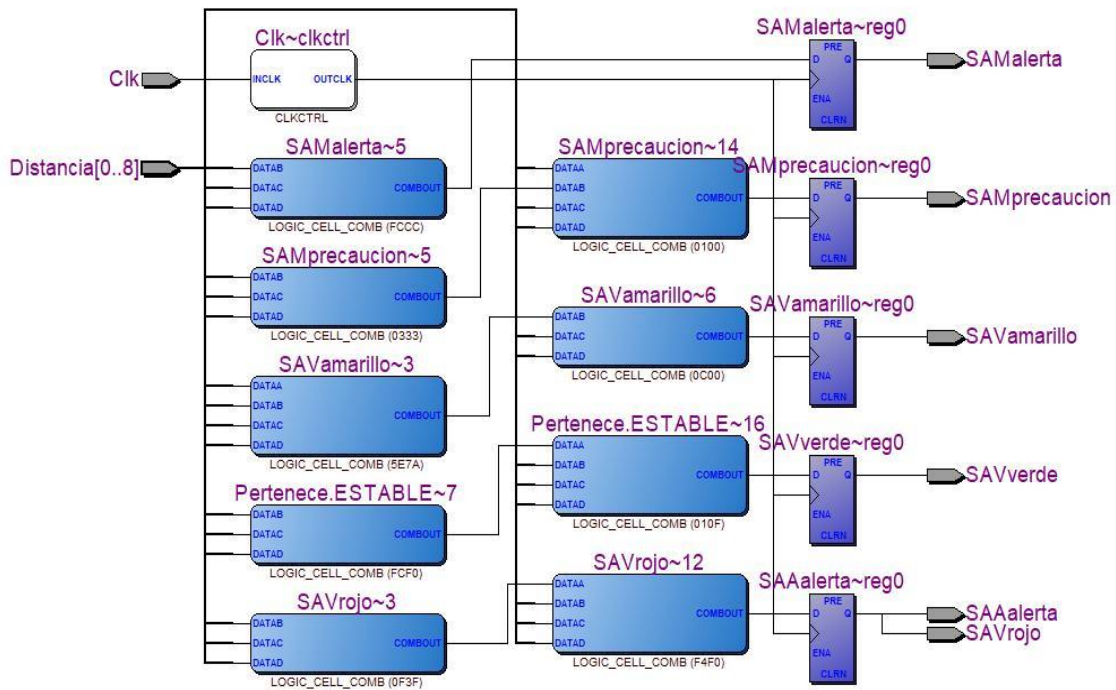 Clk
Distancia[0..8]
Clk~clkctrl
INCLK OUTCLK
CLKCTRL
SAMalerta~5
DATAB
DATAC COMBOUT
DATAD
LOGIC_CELL_COMB (FCCC)
SAMprecaucion~5
DATAB
DATAC COMBOUT
DATAD
LOGIC_CELL_COMB (0333)
SAVamarillo~3
DATAA
DATAB
COMBOUT
DATAC
DATAD
LOGIC_CELL_COMB (5E7A)
Pertenece.ESTABLE~7
DATAB
DATAC COMBOUT
DATAD
LOGIC_CELL_COMB (FCF0)
SAVrojo~3
DATAB
DATAC COMBOUT
DATAD
LOGIC_CELL_COMB (0F3F)
SAMprecaucion~14
DATAA
DATAB
COMBOUT
DATAC
DATAD
LOGIC_CELL_COMB (0100)
SAVamarillo~6
DATAB
DATAC COMBOUT
DATAD
LOGIC_CELL_COMB (0C00)
Pertenece.ESTABLE~16
DATAA
DATAB
COMBOUT
DATAC
DATAD
LOGIC_CELL_COMB (010F)
SAVrojo~12
DATAA
DATAB
COMBOUT
DATAC
DATAD
LOGIC_CELL_COMB (F4F0)
SAMalerta~reg0
PRE
D Q
ENA
CLRN
SAMalerta
SAMprecaucion~reg0
PRE
D Q
ENA
CLRN
SAMprecaucion
SAVamarillo~reg0
PRE
D Q
ENA
CLRN
SAVamarillo
SAVverde~reg0
PRE
D Q
ENA
CLRN
SAVverde
SAAalerta~reg0
PRE
D Q
ENA
CLRN
SAAalerta
SAVrojo